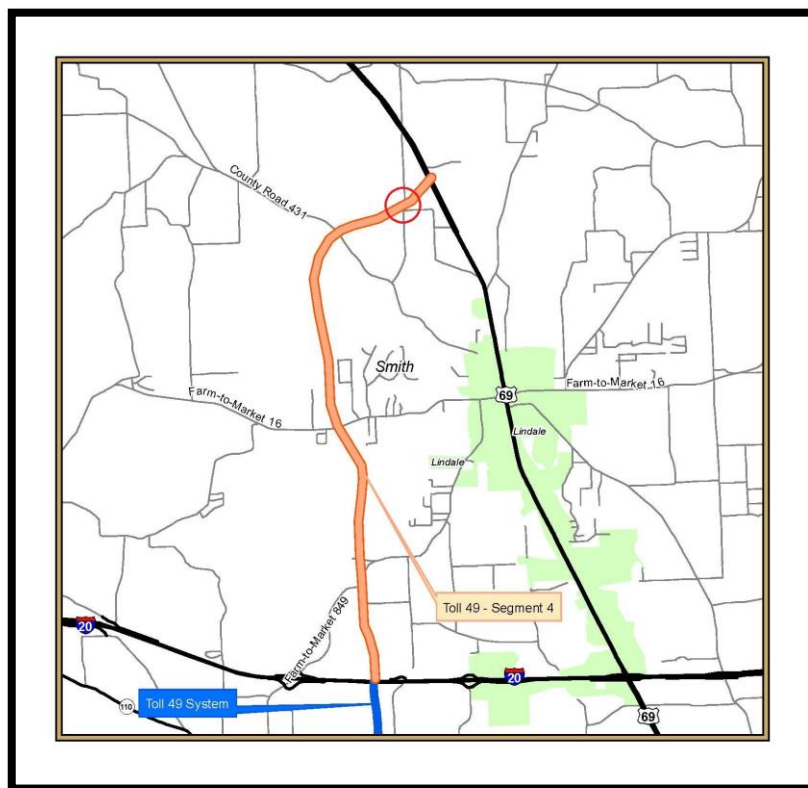 County Road 431
Smith
Farm-to-Market 16
69
Farm-to-Market 16
Lindale
Lindale
Toll 49 - Segment 4
Farm-to-Market 849
20
20
110
Toll 49 System
69